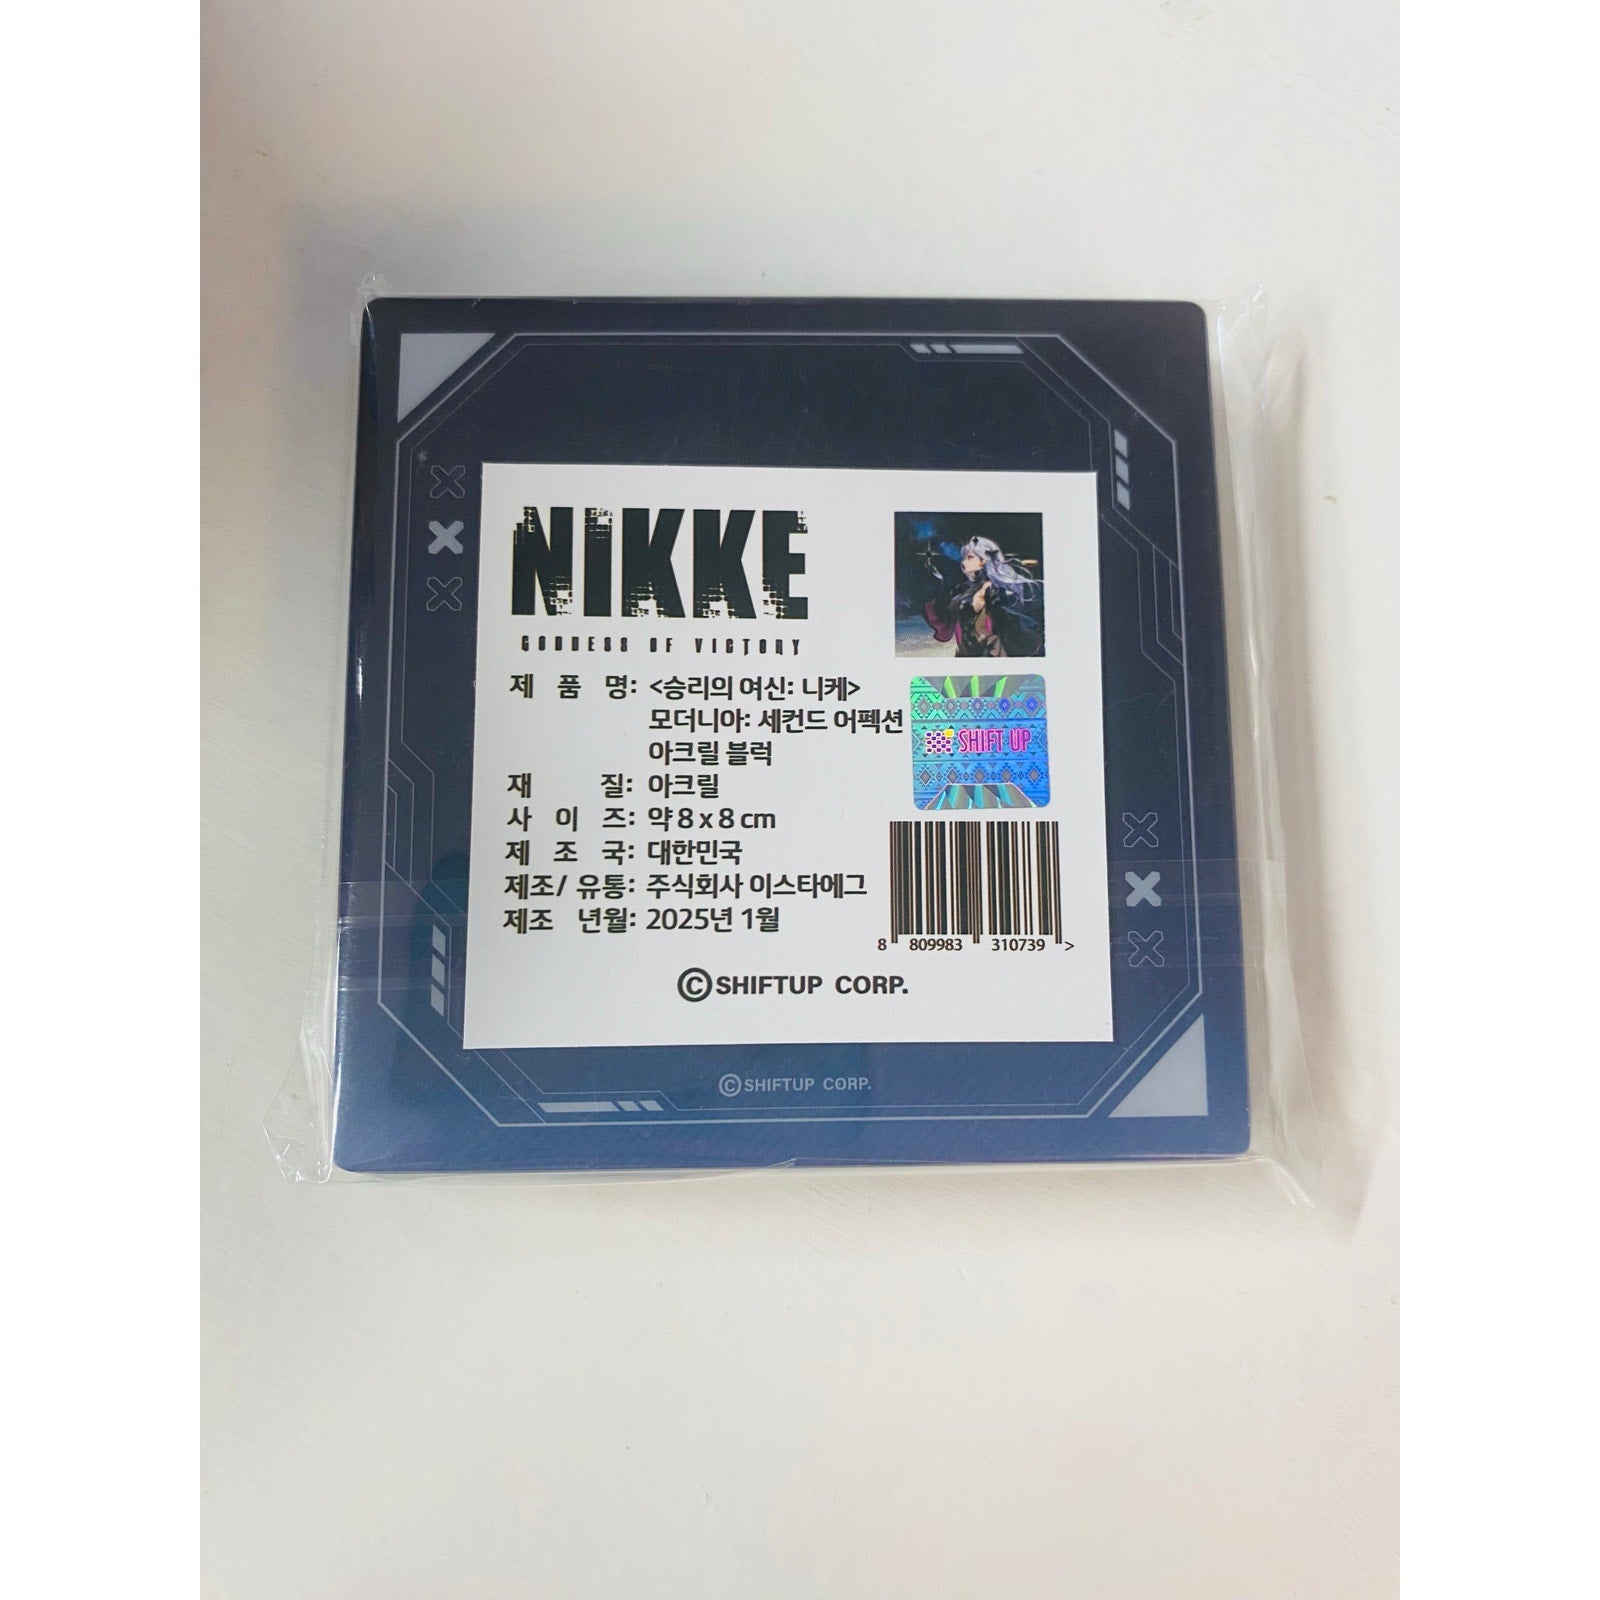 NIKKE
GODDESS OF VICTORY
제 품 명: <승리의 여신: 니케>
모더니아: 세컨드 어펙션
아크릴 블럭
재 질: 아크릴
사 이 즈: 약 8 x 8 cm
제 조 국: 대한민국
제조/ 유통: 주식회사 이스타에그
제조 년월: 2025년 1월
SHIFT UP
8 809983 310739 >
©SHIFTUP CORP.
©SHIFTUP CORP.